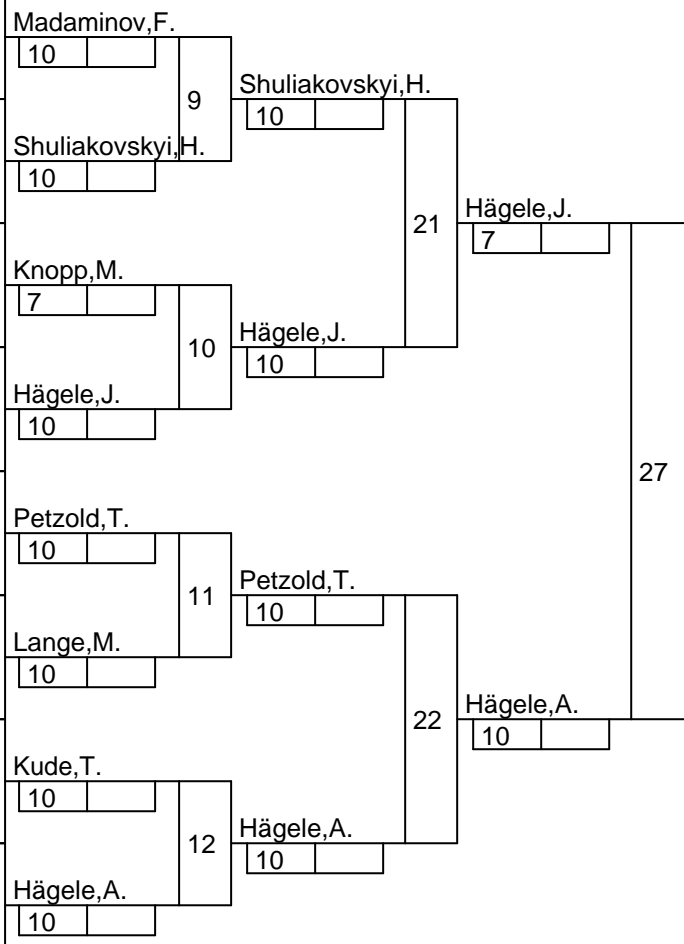 Madaminov,F.
10
9
Shuliakovskyi,H.
10
Shuliakovskyi,H.
10
21
Hägele,J.
7
Knopp,M.
7
10
Hägele,J.
10
Hägele,J.
10
27
Petzold,T.
10
11
Petzold,T.
10
Lange,M.
10
22
Hägele,A.
10
Kude,T.
10
12
Hägele,A.
10
Hägele,A.
10